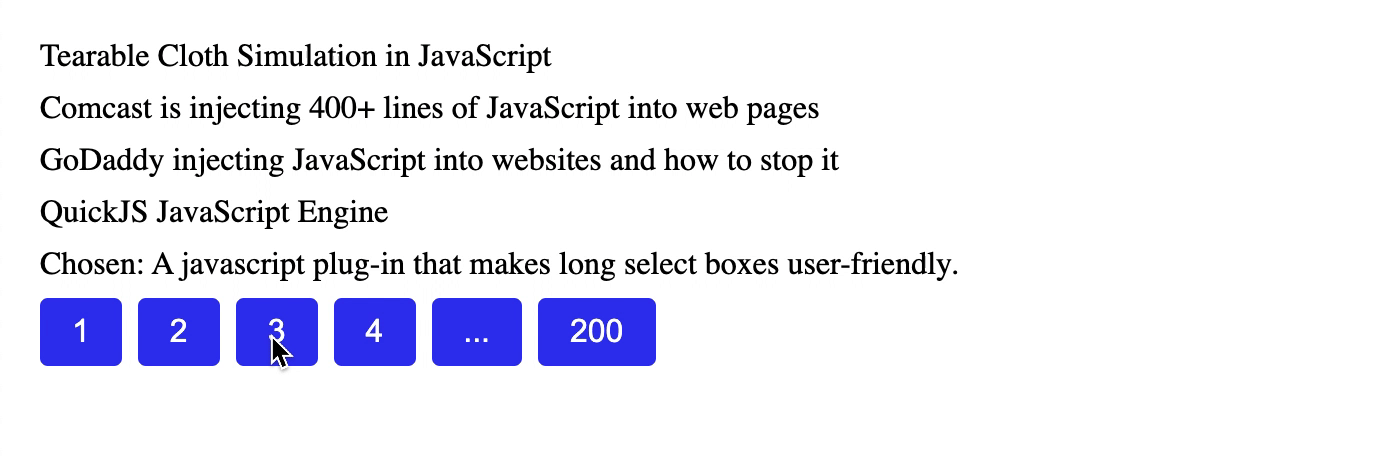 Tearable Cloth Simulation in JavaScript
Comcast is injecting 400+ lines of JavaScript into web pages
GoDaddy injecting JavaScript into websites and how to stop it
QuickJS JavaScript Engine
Chosen: A javascript plug-in that makes long select boxes user-friendly.
1 2 3 4 ... 200